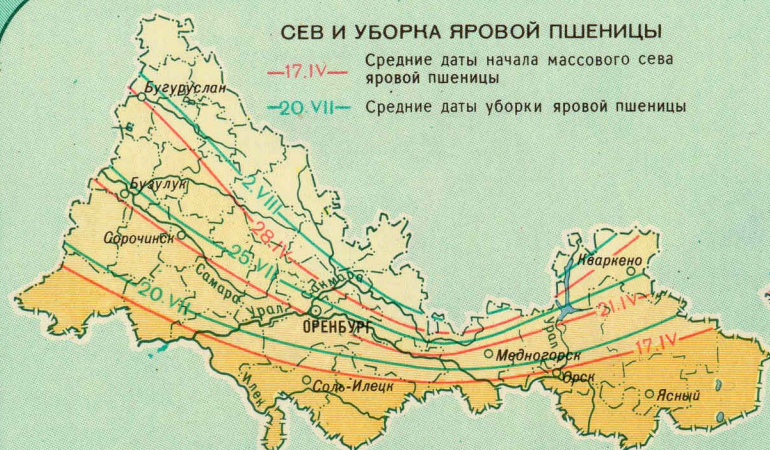 СЕВ И УБОРКА ЯРОВОЙ ПШЕНИЦЫ
17.IV Средние даты начала массового сева
яровой пшеницы
20 VII Средние даты уборки яровой пшеницы
Бугуруслан
Бузулук
2.VIII
Сорочинск
28.IV
25.VII
Кваркено
Самара
Сакмара
20 VII
Урал
21.IV
ОРЕНБУРГ
Урал
17.IV
Медногорск
Орск
Илек
Соль-Илецк
Ясный